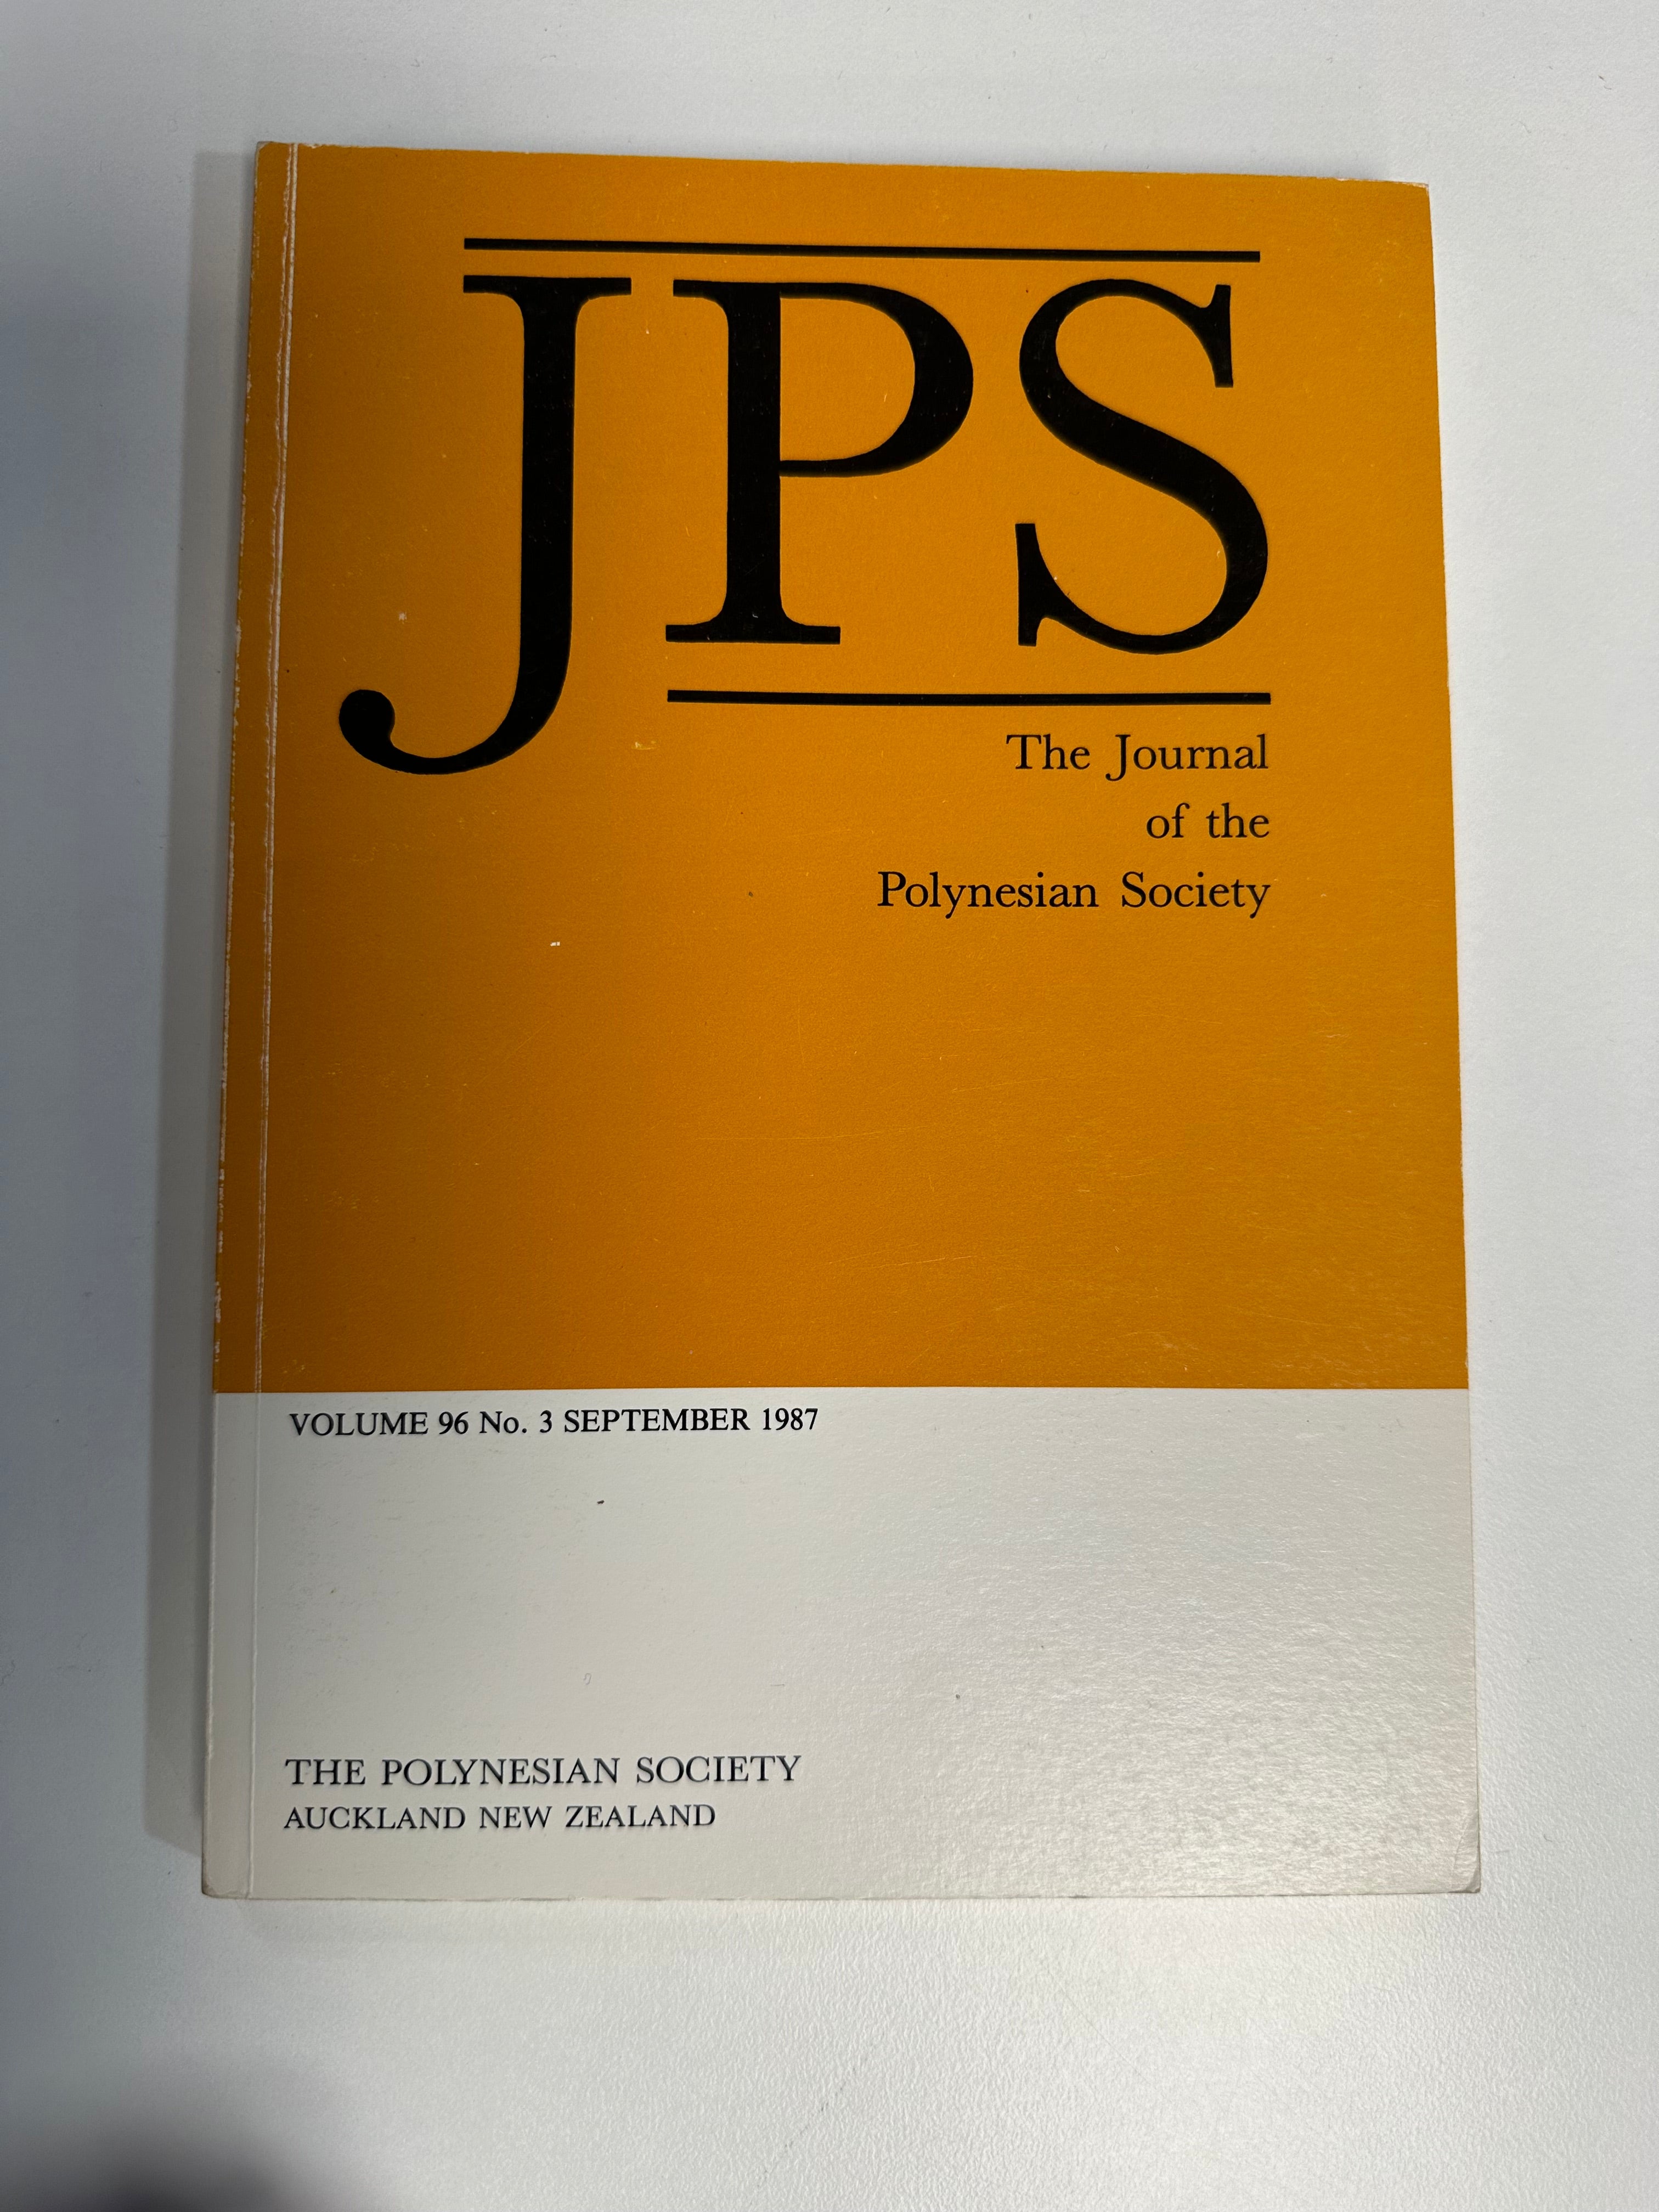 JPS
The Journal
of the
Polynesian Society
VOLUME 96 No. 3 SEPTEMBER 1987
THE POLYNESIAN SOCIETY
AUCKLAND NEW ZEALAND